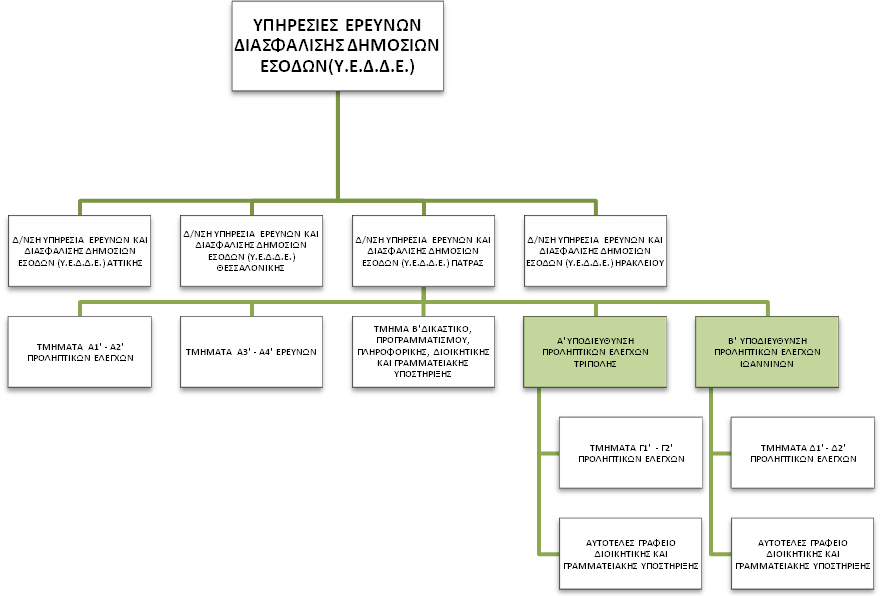 ΥΠΗΡΕΣΙΕΣ ΕΡΕΥΝΩΝ
ΔΙΑΣΦΑΛΙΣΗΣ ΔΗΜΟΣΙΩΝ
ΕΣΟΔΩΝ(Υ.Ε.Δ.Δ.Ε.)
Δ/ΝΣΗ ΥΠΗΡΕΣΙΑ ΕΡΕΥΝΩΝ ΚΑΙ
ΔΙΑΣΦΑΛΙΣΗΣ ΔΗΜΟΣΙΩΝ
ΕΣΟΔΩΝ (Υ.Ε.Δ.Δ.Ε.) ΑΤΤΙΚΗΣ
Δ/ΝΣΗ ΥΠΗΡΕΣΙΑ ΕΡΕΥΝΩΝ ΚΑΙ
ΔΙΑΣΦΑΛΙΣΗΣ ΔΗΜΟΣΙΩΝ
ΕΣΟΔΩΝ (Υ.Ε.Δ.Δ.Ε.)
ΘΕΣΣΑΛΟΝΙΚΗΣ
Δ/ΝΣΗ ΥΠΗΡΕΣΙΑ ΕΡΕΥΝΩΝ ΚΑΙ
ΔΙΑΣΦΑΛΙΣΗΣ ΔΗΜΟΣΙΩΝ
ΕΣΟΔΩΝ (Υ.Ε.Δ.Δ.Ε.) ΠΑΤΡΑΣ
Δ/ΝΣΗ ΥΠΗΡΕΣΙΑ ΕΡΕΥΝΩΝ ΚΑΙ
ΔΙΑΣΦΑΛΙΣΗΣ ΔΗΜΟΣΙΩΝ
ΕΣΟΔΩΝ (Υ.Ε.Δ.Δ.Ε.) ΗΡΑΚΛΕΙΟΥ
ΤΜΗΜΑΤΑ Α1' - Α2'
ΠΡΟΛΗΠΤΙΚΩΝ ΕΛΕΓΧΩΝ
ΤΜΗΜΑΤΑ Α3' - Α4' ΕΡΕΥΝΩΝ
ΤΜΗΜΑ Β' ΔΙΚΑΣΤΙΚΟ,
ΠΡΟΓΡΑΜΜΑΤΙΣΜΟΥ,
ΠΛΗΡΟΦΟΡΙΚΗΣ, ΔΙΟΙΚΗΤΙΚΗΣ
ΚΑΙ ΓΡΑΜΜΑΤΕΙΑΚΗΣ
ΥΠΟΣΤΗΡΙΞΗΣ
Α' ΥΠΟΔΙΕΥΘΥΝΣΗ
ΠΡΟΛΗΠΤΙΚΩΝ ΕΛΕΓΧΩΝ
ΤΡΙΠΟΛΗΣ
Β' ΥΠΟΔΙΕΥΘΥΝΣΗ
ΠΡΟΛΗΠΤΙΚΩΝ ΕΛΕΓΧΩΝ
ΙΩΑΝΝΙΝΩΝ
ΤΜΗΜΑΤΑ Γ1' - Γ2'
ΠΡΟΛΗΠΤΙΚΩΝ ΕΛΕΓΧΩΝ
ΤΜΗΜΑΤΑ Δ1' - Δ2'
ΠΡΟΛΗΠΤΙΚΩΝ ΕΛΕΓΧΩΝ
ΑΥΤΟΤΕΛΕΣ ΓΡΑΦΕΙΟ
ΔΙΟΙΚΗΤΙΚΗΣ ΚΑΙ
ΓΡΑΜΜΑΤΕΙΑΚΗΣ ΥΠΟΣΤΗΡΙΞΗΣ
ΑΥΤΟΤΕΛΕΣ ΓΡΑΦΕΙΟ
ΔΙΟΙΚΗΤΙΚΗΣ ΚΑΙ
ΓΡΑΜΜΑΤΕΙΑΚΗΣ ΥΠΟΣΤΗΡΙΞΗΣ